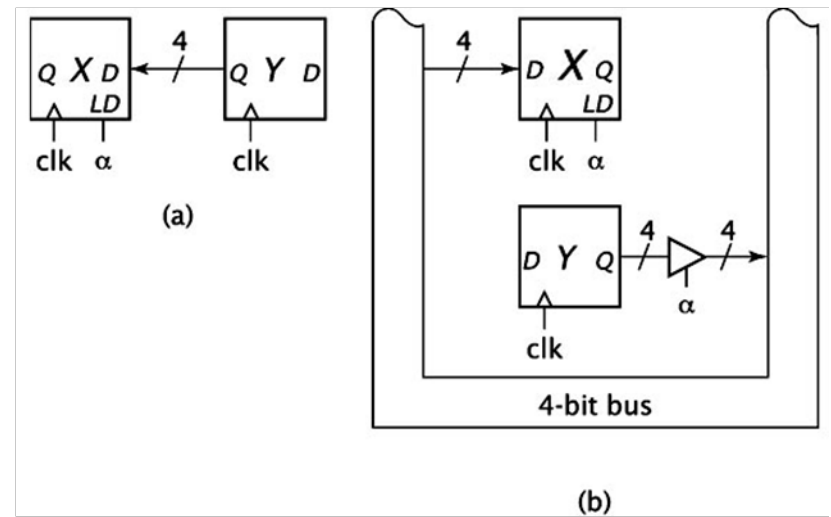 4
Q X D
LD
clk α
Q Y D
clk
(a)
4
D X Q
LD
clk α
D Y Q
4 4
α
clk
4-bit bus
(b)